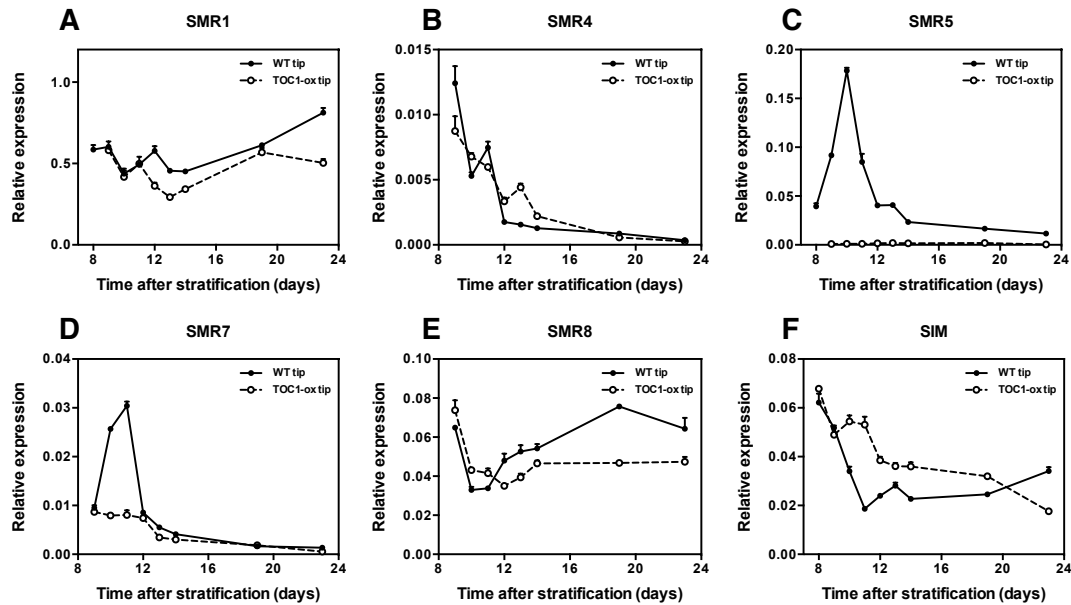 A SMR1
Relative expression
1.0
0.5
0.0
8 12 16 20 24
Time after stratification (days)
WT tip
TOC1-ox tip
B SMR4
Relative expression
0.015
0.010
0.005
0.000
8 12 16 20 24
Time after stratification (days)
WT tip
TOC1-ox tip
C SMR5
Relative expression
0.20
0.15
0.10
0.05
0.00
8 12 16 20 24
Time after stratification (days)
WT tip
TOC1-ox tip
D SMR7
Relative expression
0.04
0.03
0.02
0.01
0.00
8 12 16 20 24
Time after stratification (days)
WT tip
TOC1-ox tip
E SMR8
Relative expression
0.10
0.08
0.06
0.04
0.02
0.00
8 12 16 20 24
Time after stratification (days)
WT tip
TOC1-ox tip
F SIM
Relative expression
0.08
0.06
0.04
0.02
0.00
8 12 16 20 24
Time after stratification (days)
WT tip
TOC1-ox tip